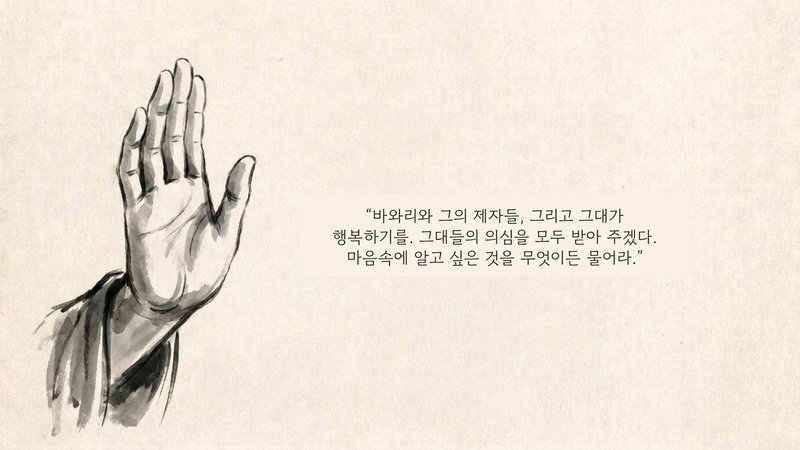 “바와리와 그의 제자들, 그리고 그대가
행복하기를. 그대들의 의심을 모두 받아 주겠다.
마음속에 알고 싶은 것을 무엇이든 물어라.”